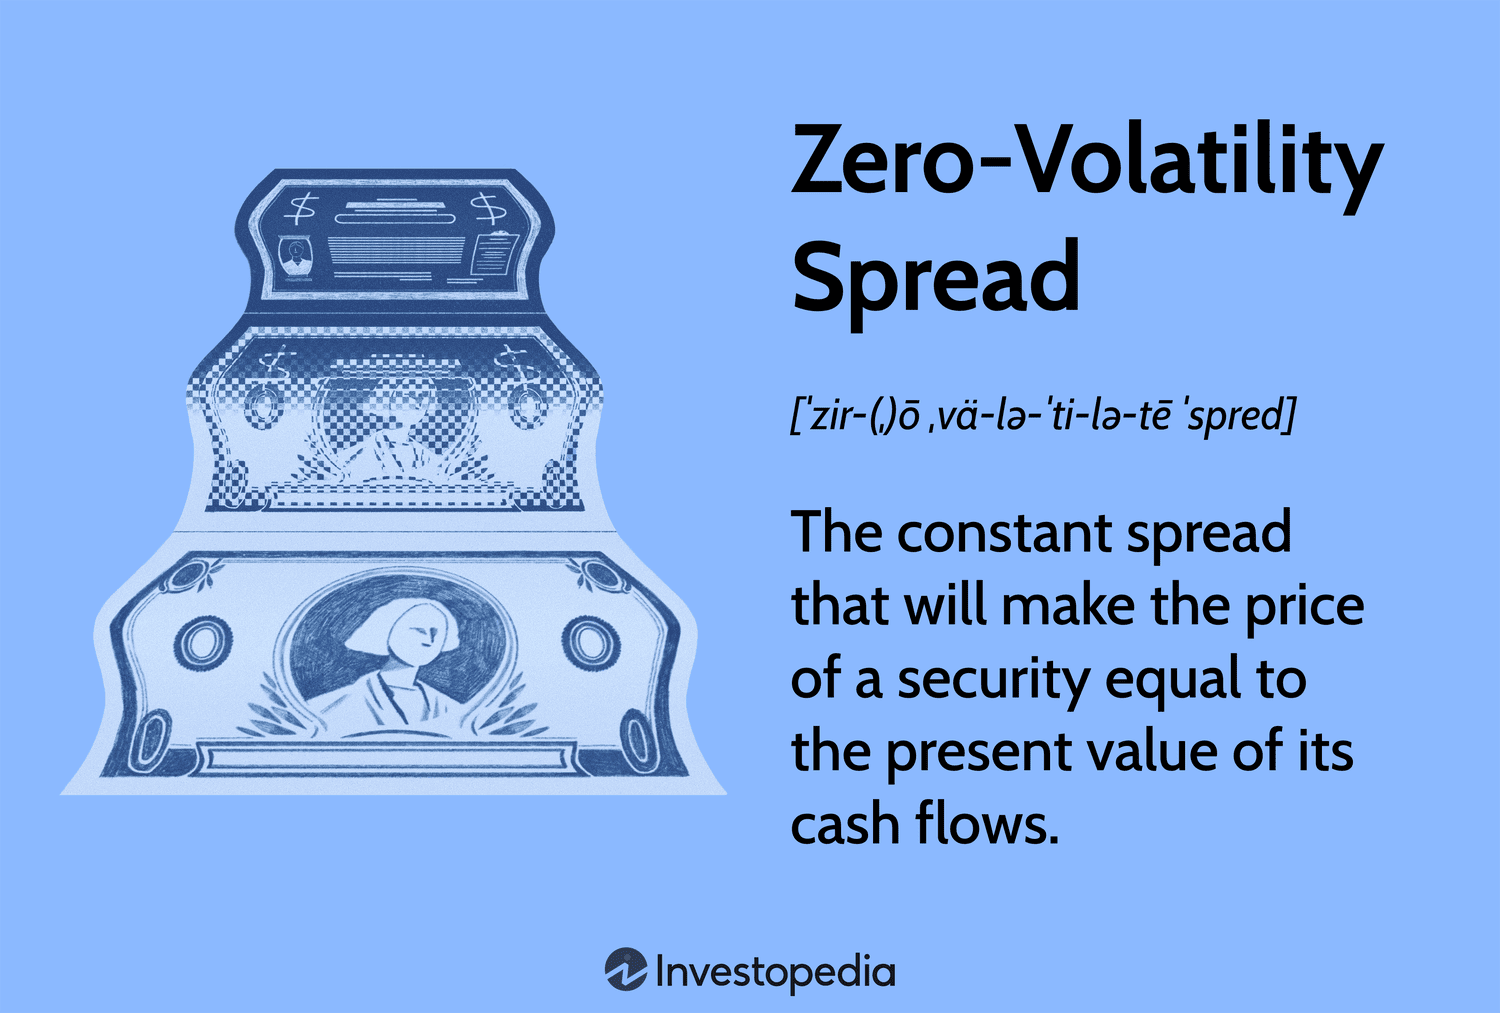 $ $
Zero-Volatility
Spread
[ˈzir-(ˌ)ō ˌvä-lə-ˈti-lə-tē ˈspred]
The constant spread
that will make the price
of a security equal to
the present value of its
cash flows.
Investopedia